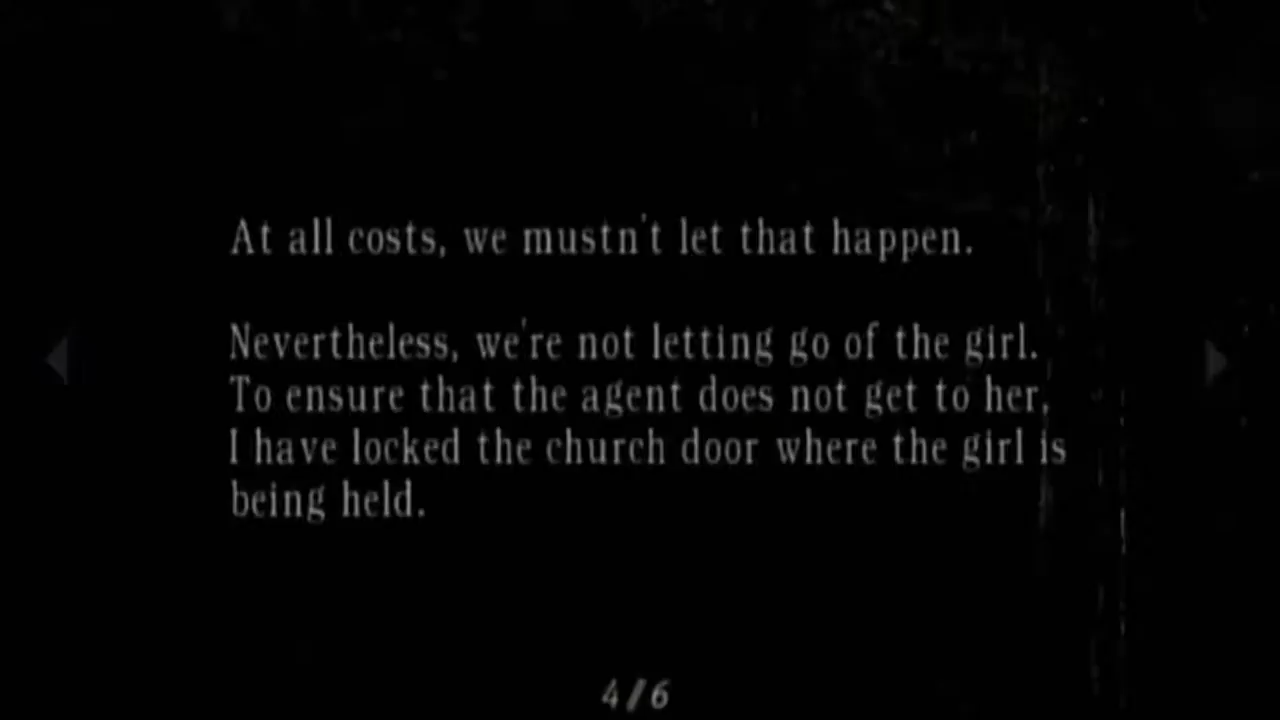 At all costs, we mustn't let that happen.
Nevertheless, we're not letting go of the girl.
To ensure that the agent does not get to her,
I have locked the church door where the girl is
being held.
4/6